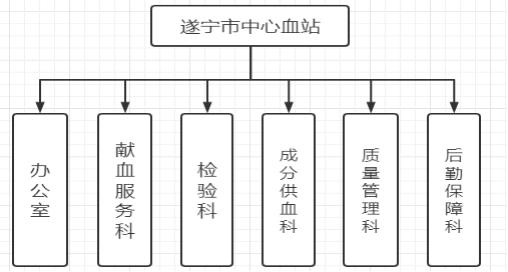 遂宁市中心血站
办公室
献血服务科
检验科
成分供血科
质量管理科
后勤保障科